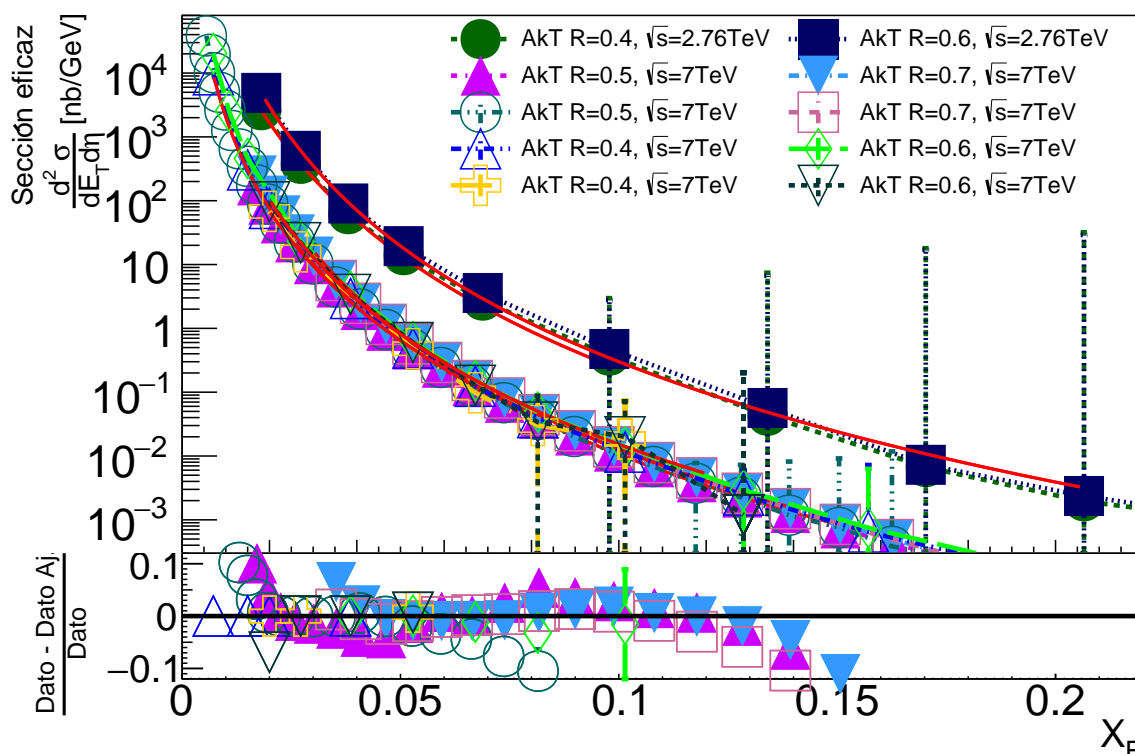 Sección eficaz
d² σ
dE_T dη
[nb/GeV]
10⁴
10³
10²
10
1
10⁻¹
10⁻²
10⁻³
AkT R=0.4, √s=2.76TeV
AkT R=0.5, √s=7TeV
AkT R=0.5, √s=7TeV
AkT R=0.4, √s=7TeV
AkT R=0.4, √s=7TeV
AkT R=0.6, √s=2.76TeV
AkT R=0.7, √s=7TeV
AkT R=0.7, √s=7TeV
AkT R=0.6, √s=7TeV
AkT R=0.6, √s=7TeV
Dato - Dato Aj.
Dato
0.1
0
−0.1
0
0.05
0.1
0.15
0.2